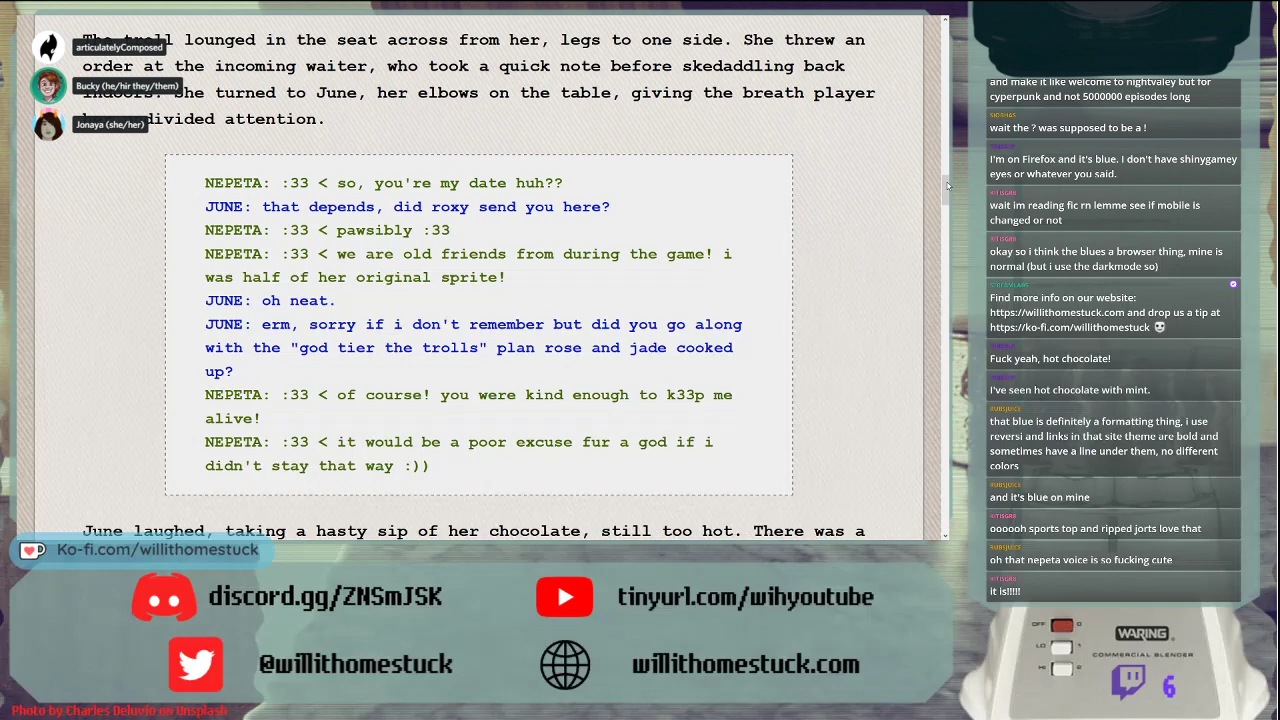 The troll lounged in the seat across from her, legs to one side. She threw an
order at the incoming waiter, who took a quick note before skedaddling back
She turned to June, her elbows on the table, giving the breath player
divided attention.
articulatelyComposed
Bucky (he/hir they/them)
Jonaya (she/her)
NEPETA: :33 < so, you're my date huh??
JUNE: that depends, did roxy send you here?
NEPETA: :33 < pawsibly :33
NEPETA: :33 < we are old friends from during the game! i
was half of her original sprite!
JUNE: oh neat.
JUNE: erm, sorry if i don't remember but did you go along
with the "god tier the trolls" plan rose and jade cooked
up?
NEPETA: :33 < of course! you were kind enough to k33p me
alive!
NEPETA: :33 < it would be a poor excuse fur a god if i
didn't stay that way :))
June laughed, taking a hasty sip of her chocolate, still too hot. There was a
Ko-fi.com/willithomestuck
discord.gg/ZNSmJSK
tinyurl.com/wihyoutube
@willithomestuck
willithomestuck.com
Photo by Charles Deluvio on Unsplash
and make it like welcome to nightvaley but for
cyperpunk and not 5000000 episodes long
wait the ? was supposed to be a !
I'm on Firefox and it's blue. I don't have shinygamey
eyes or whatever you said.
wait im reading fic rn lemme see if mobile is
changed or not
okay so i think the blues a browser thing, mine is
normal (but i use the darkmode so)
STREAMLABS
Find more info on our website:
https://willithomestuck.com and drop us a tip at
https://ko-fi.com/willithomestuck
Fuck yeah, hot chocolate!
I've seen hot chocolate with mint.
RUBSJUICE
that blue is definitely a formatting thing, i use
reversi and links in that site theme are bold and
sometimes have a line under them, no different
colors
RUBSJUICE
and it's blue on mine
oooooh sports top and ripped jorts love that
RUBSJUICE
oh that nepeta voice is so fucking cute
it is!!!!!
OFF 0
LO 1
HI 2
WARING
COMMERCIAL BLENDER
6